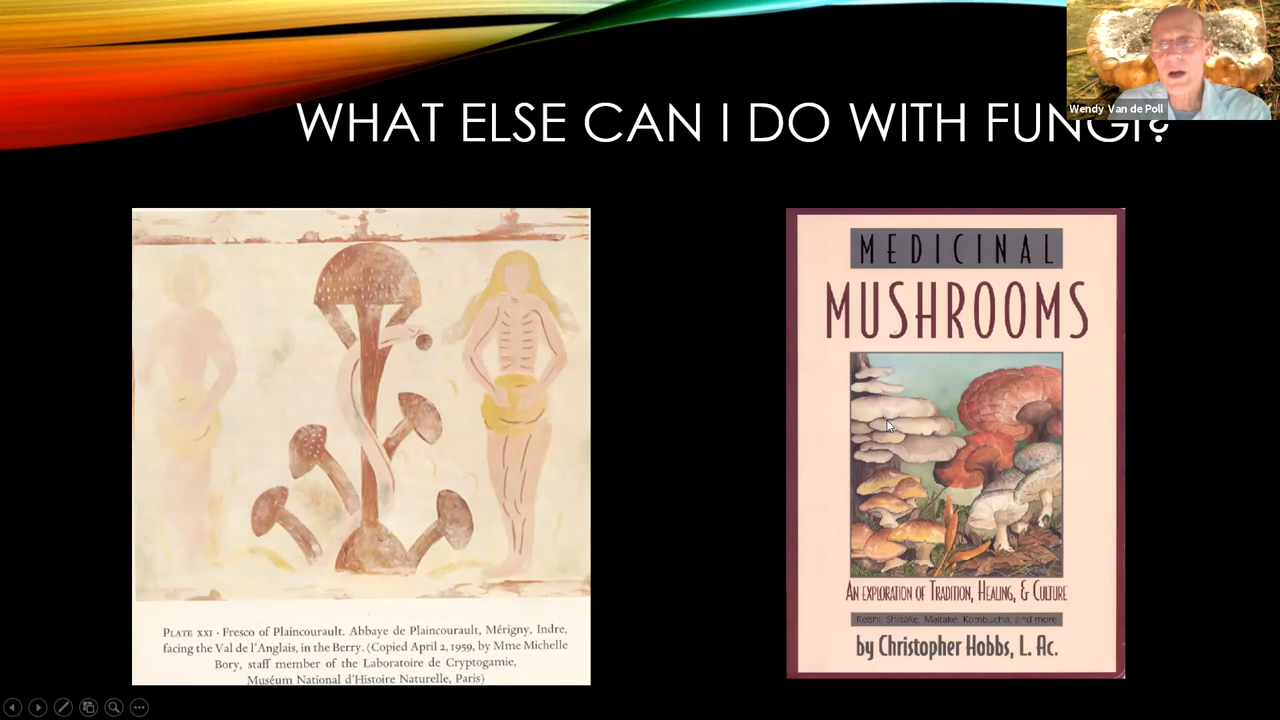 WHAT ELSE CAN I DO WITH FUNGI?
Wendy Van de Poll
PLATE XXI - Fresco of Plaincourault. Abbaye de Plaincourault, Mérigny, Indre,
facing the Val de l'Anglais, in the Berry. (Copied April 2, 1959, by Mme Michelle
Bory, staff member of the Laboratoire de Cryptogamie,
Muséum National d'Histoire Naturelle, Paris)
MEDICINAL
MUSHROOMS
AN EXPLORATION OF TRADITION, HEALING, & CULTURE
Reishi, Shiitake, Maitake, Kombucha, and more
by Christopher Hobbs, L. Ac.